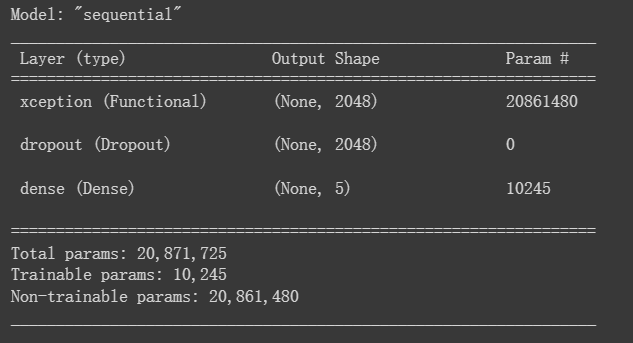 Model: "sequential"
_________________________________________________________________
Layer (type)                Output Shape              Param #
=================================================================
xception (Functional)       (None, 2048)              20861480
dropout (Dropout)           (None, 2048)              0
dense (Dense)               (None, 5)                 10245
=================================================================
Total params: 20,871,725
Trainable params: 10,245
Non-trainable params: 20,861,480
_________________________________________________________________